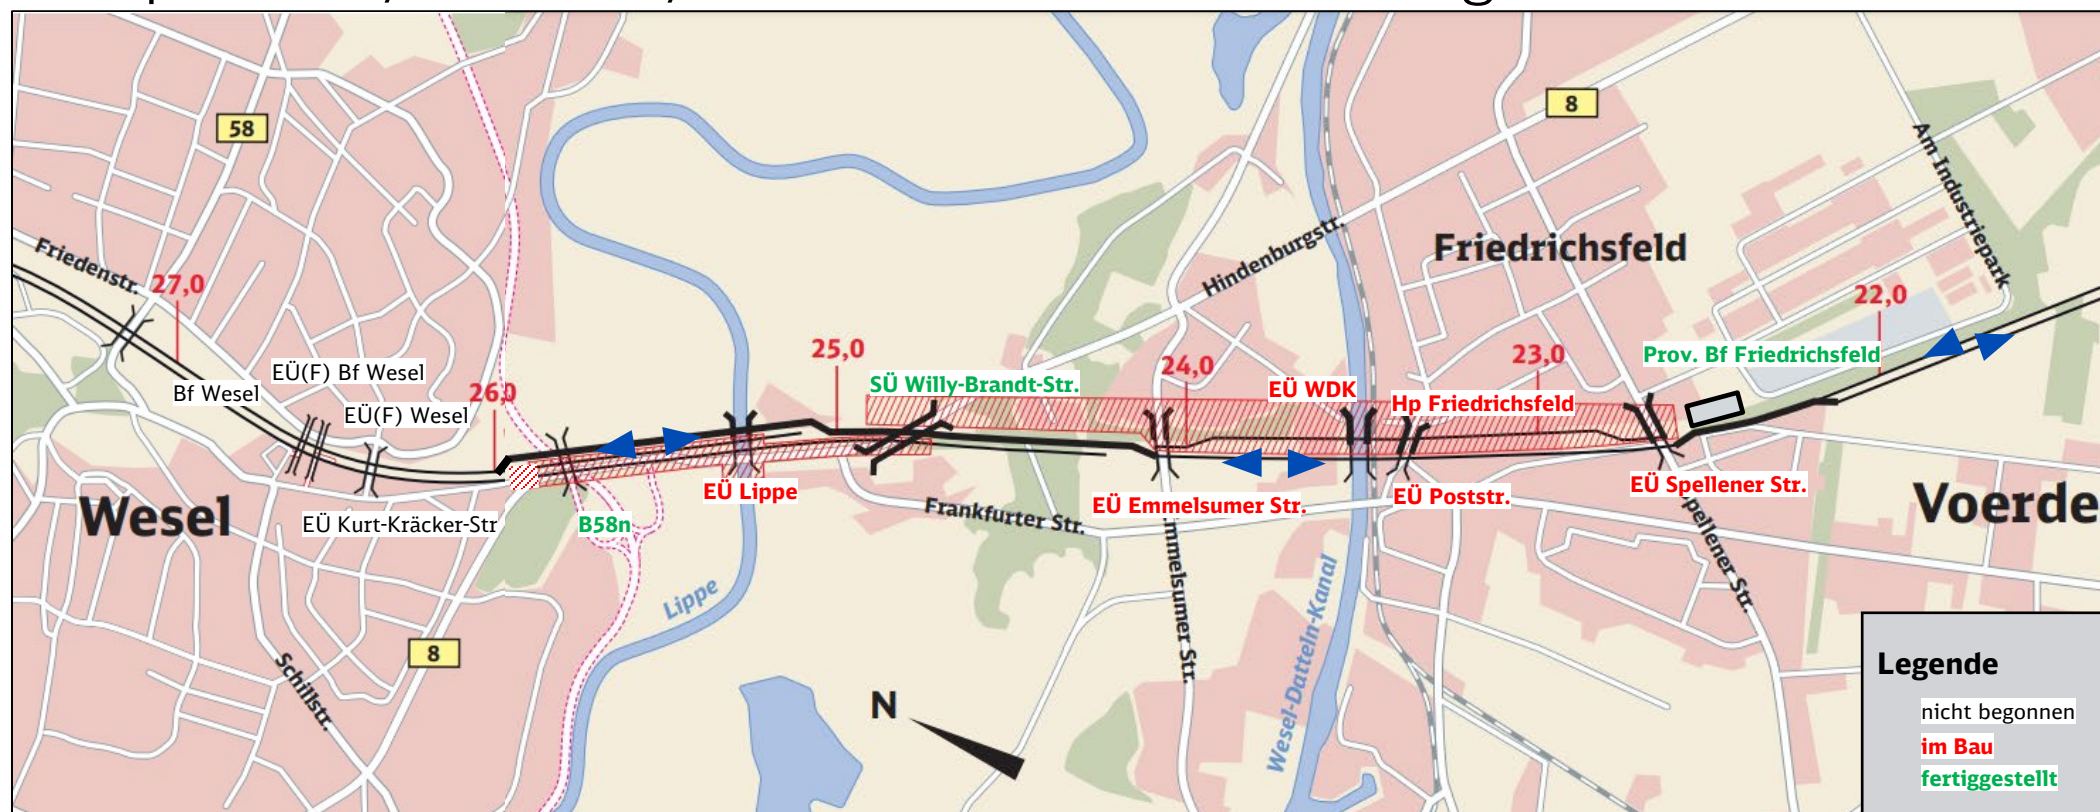 58
8
Am Industriepark
Friedenstr.
27,0
Hindenburgstr.
Friedrichsfeld
22,0
25,0
24,0
23,0
Prov. Bf Friedrichsfeld
EÜ(F) Bf Wesel
Bf Wesel
26,0
SÜ Willy-Brandt-Str.
EÜ WDK
Hp Friedrichsfeld
EÜ(F) Wesel
Wesel
EÜ Kurt-Kräcker-Str
B58n
EÜ Lippe
Frankfurter Str.
EÜ Emmelsumer Str.
EÜ Poststr.
EÜ Spellener Str.
Voerde
Lippe
mmelsumer Str.
Wesel-Datteln-Kanal
pellener Str.
8
Schillstr.
N
Legende
nicht begonnen
im Bau
fertiggestellt